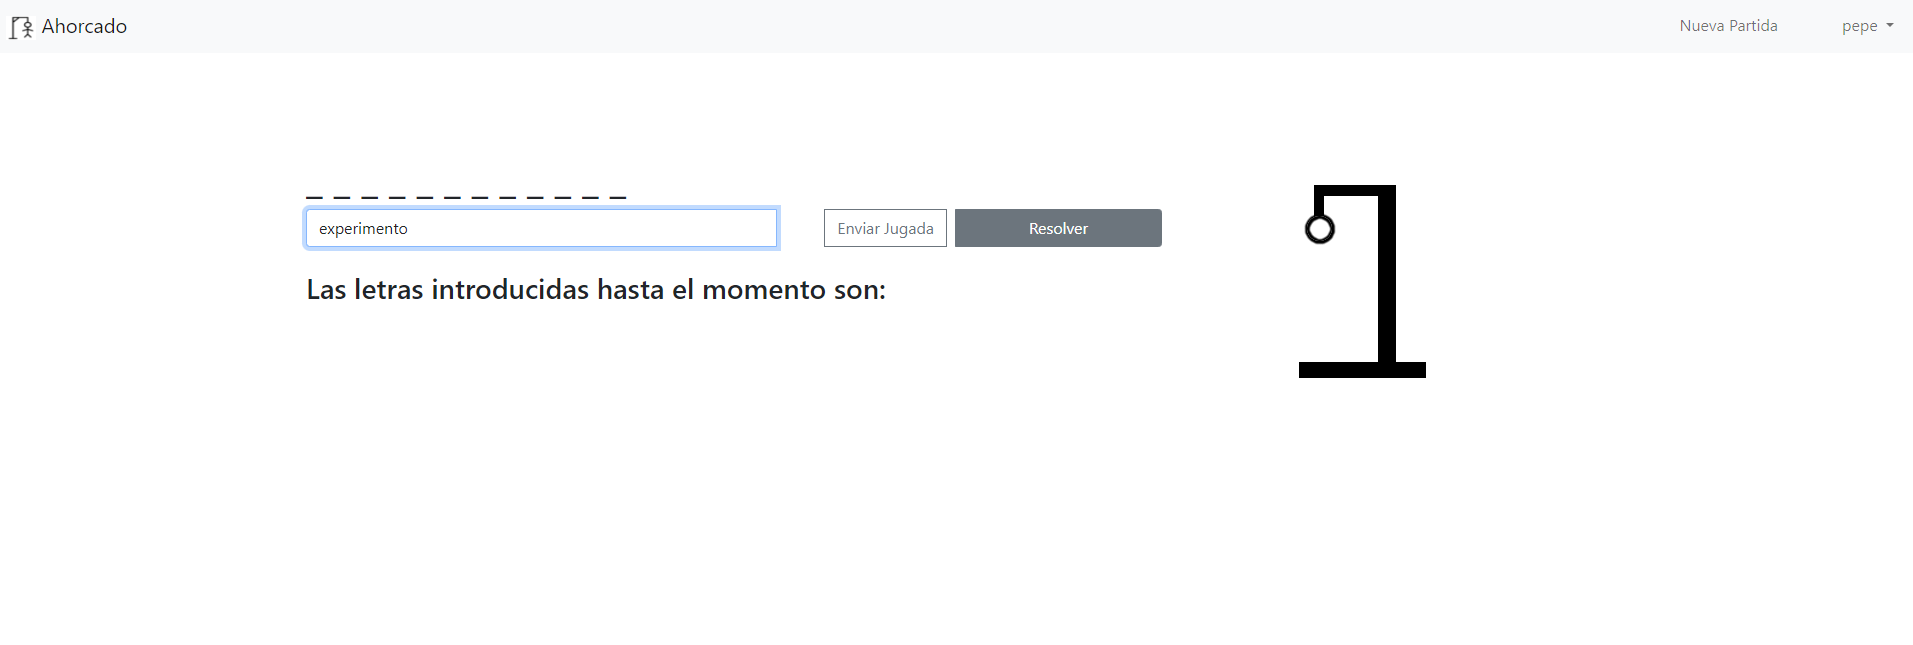 Ahorcado
Nueva Partida
pepe
_ _ _ _ _ _ _ _ _ _ _ _
experimento
Enviar Jugada
Resolver
Las letras introducidas hasta el momento son: